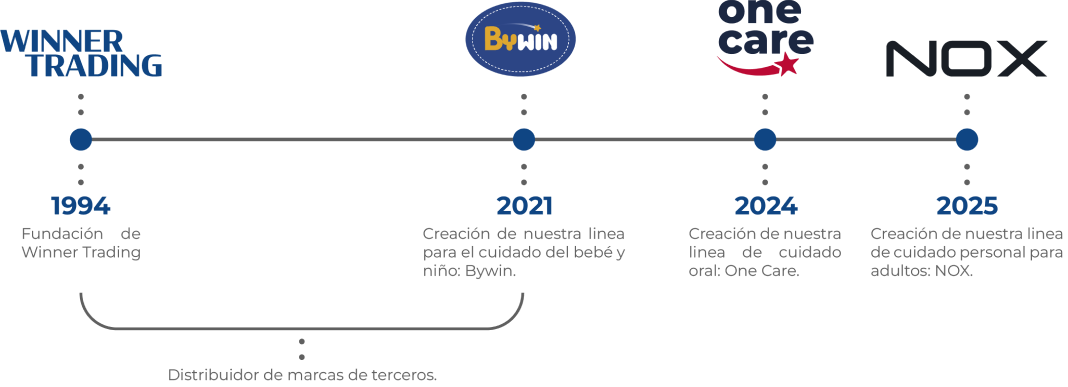 WINNER
TRADING
BYWIN
one
care
NOX
1994
Fundación de
Winner Trading
2021
Creación de nuestra linea
para el cuidado del bebé y
niño: Bywin.
2024
Creación de nuestra
linea de cuidado
oral: One Care.
2025
Creación de nuestra linea
de cuidado personal para
adultos: NOX.
Distribuidor de marcas de terceros.